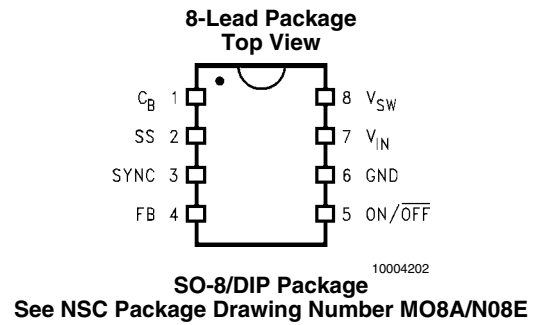 8-Lead Package
Top View
C_B 1 8 V_SW
SS 2 7 V_IN
SYNC 3 6 GND
FB 4 5 ON/O̅F̅F̅
10004202
SO-8/DIP Package
See NSC Package Drawing Number MO8A/N08E